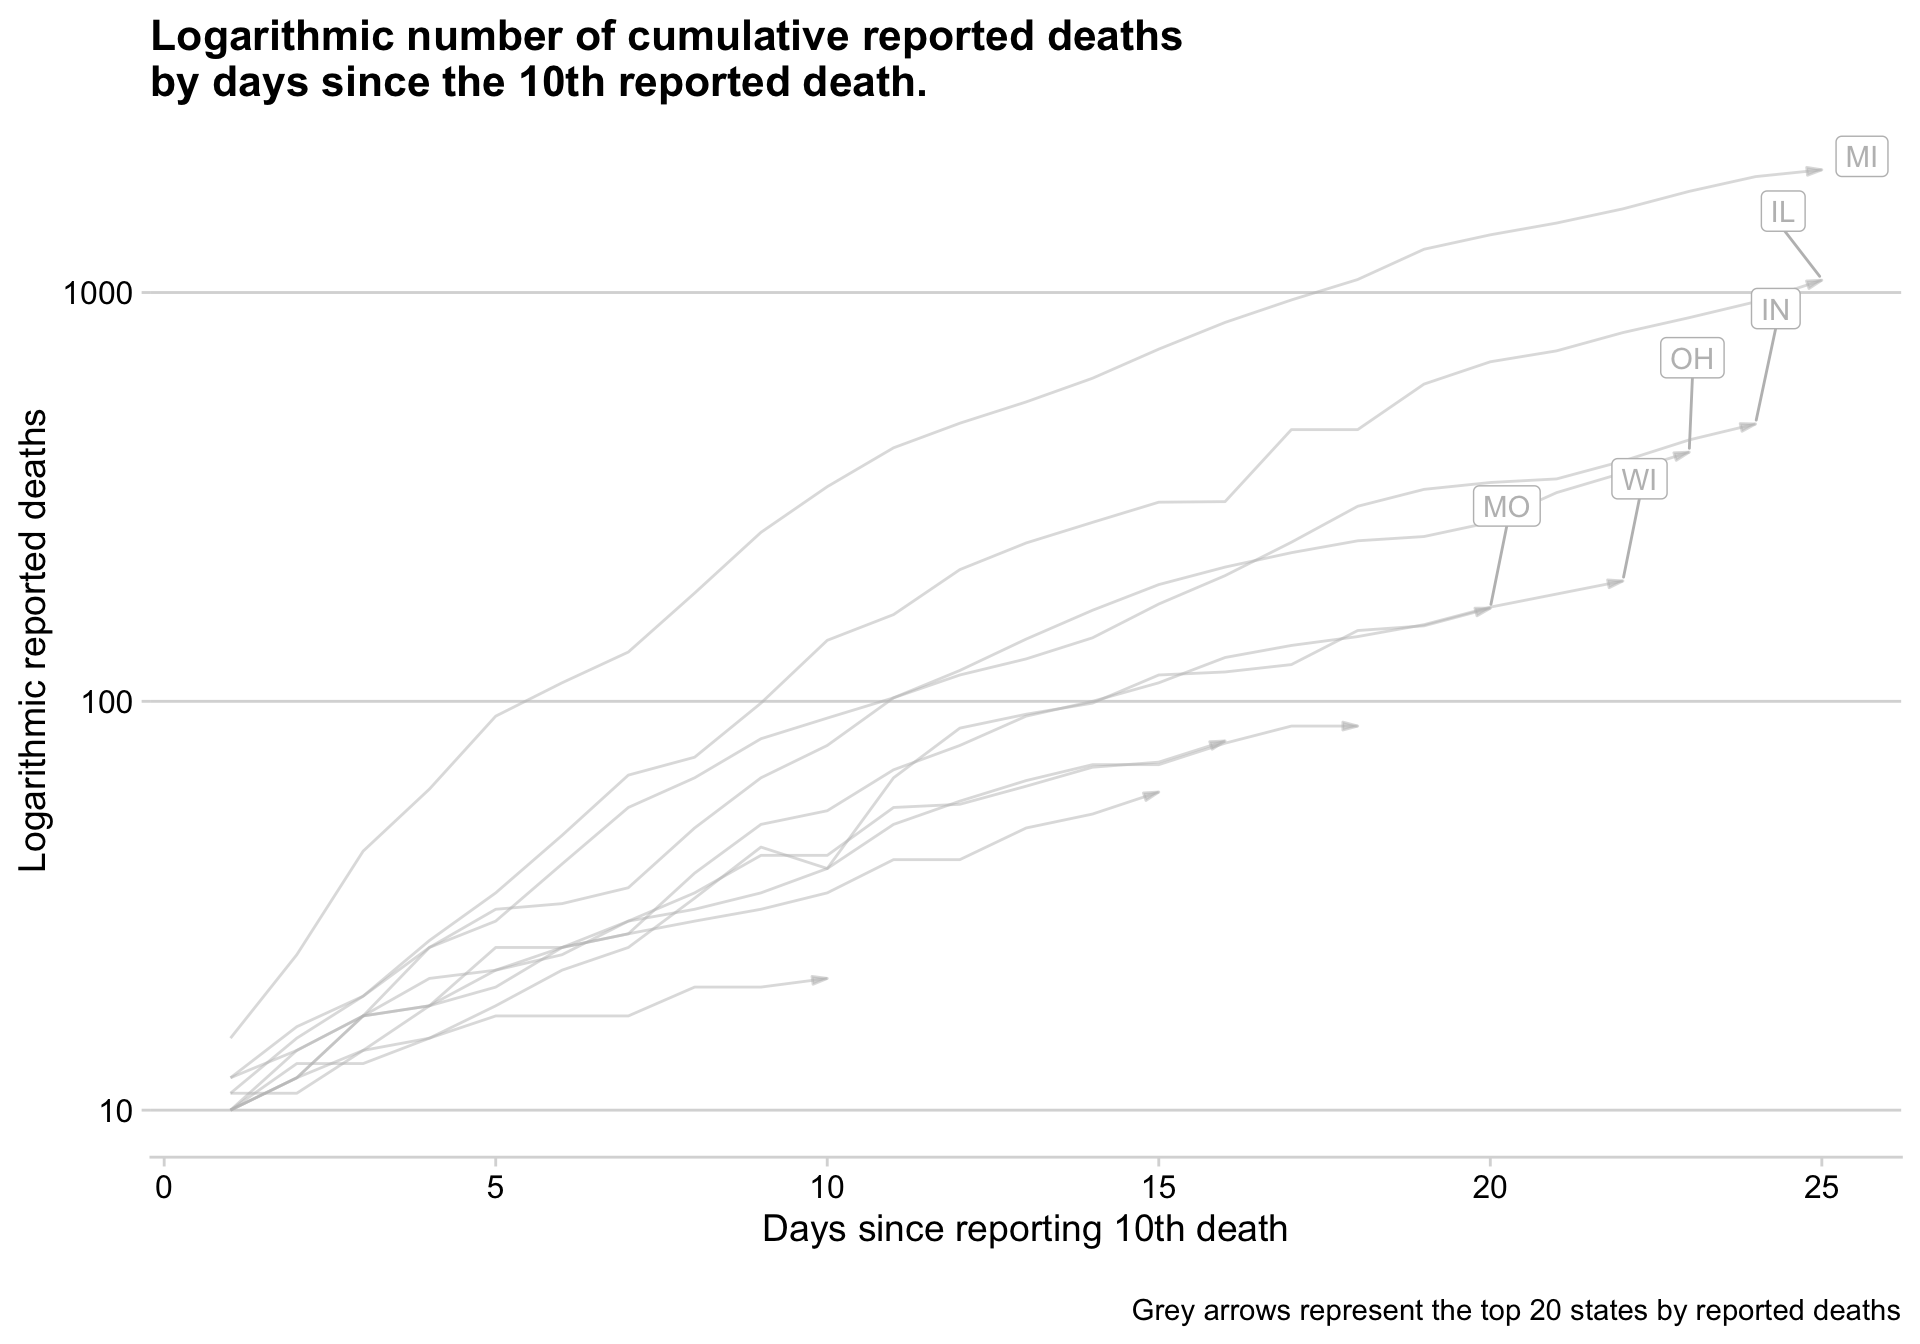 Logarithmic number of cumulative reported deaths
by days since the 10th reported death.
MI
IL
1000
IN
OH
WI
MO
Logarithmic reported deaths
100
10
0 5 10 15 20 25
Days since reporting 10th death
Grey arrows represent the top 20 states by reported deaths